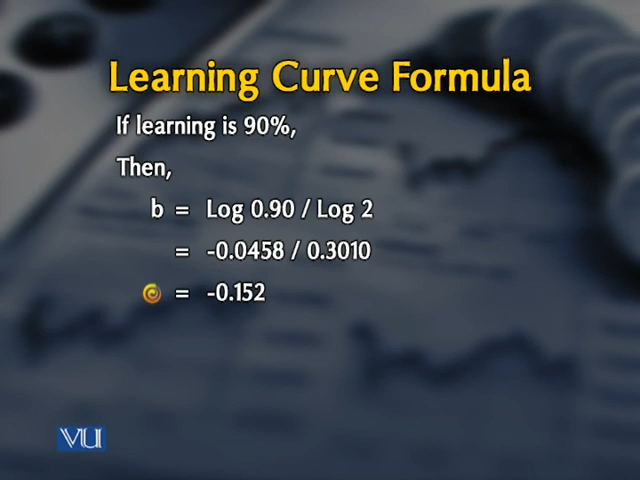 Learning Curve Formula
If learning is 90%,
Then,
b = Log 0.90 / Log 2
= -0.0458 / 0.3010
= -0.152
VU